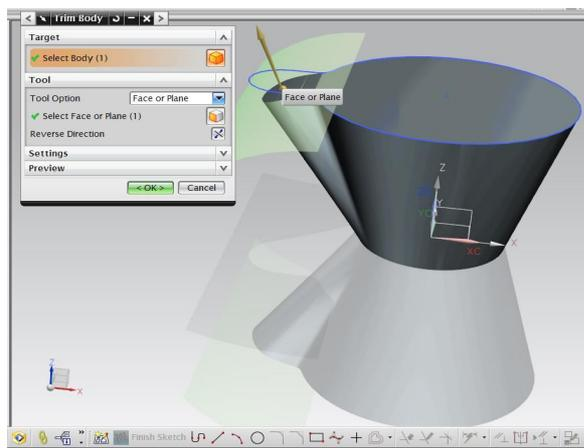 Trim Body
Target
Select Body (1)
Tool
Tool Option Face or Plane
Select Face or Plane (1)
Reverse Direction
Settings
Preview
< OK > Cancel
Face or Plane
Z
Y
X
XC
Z
X
Finish Sketch